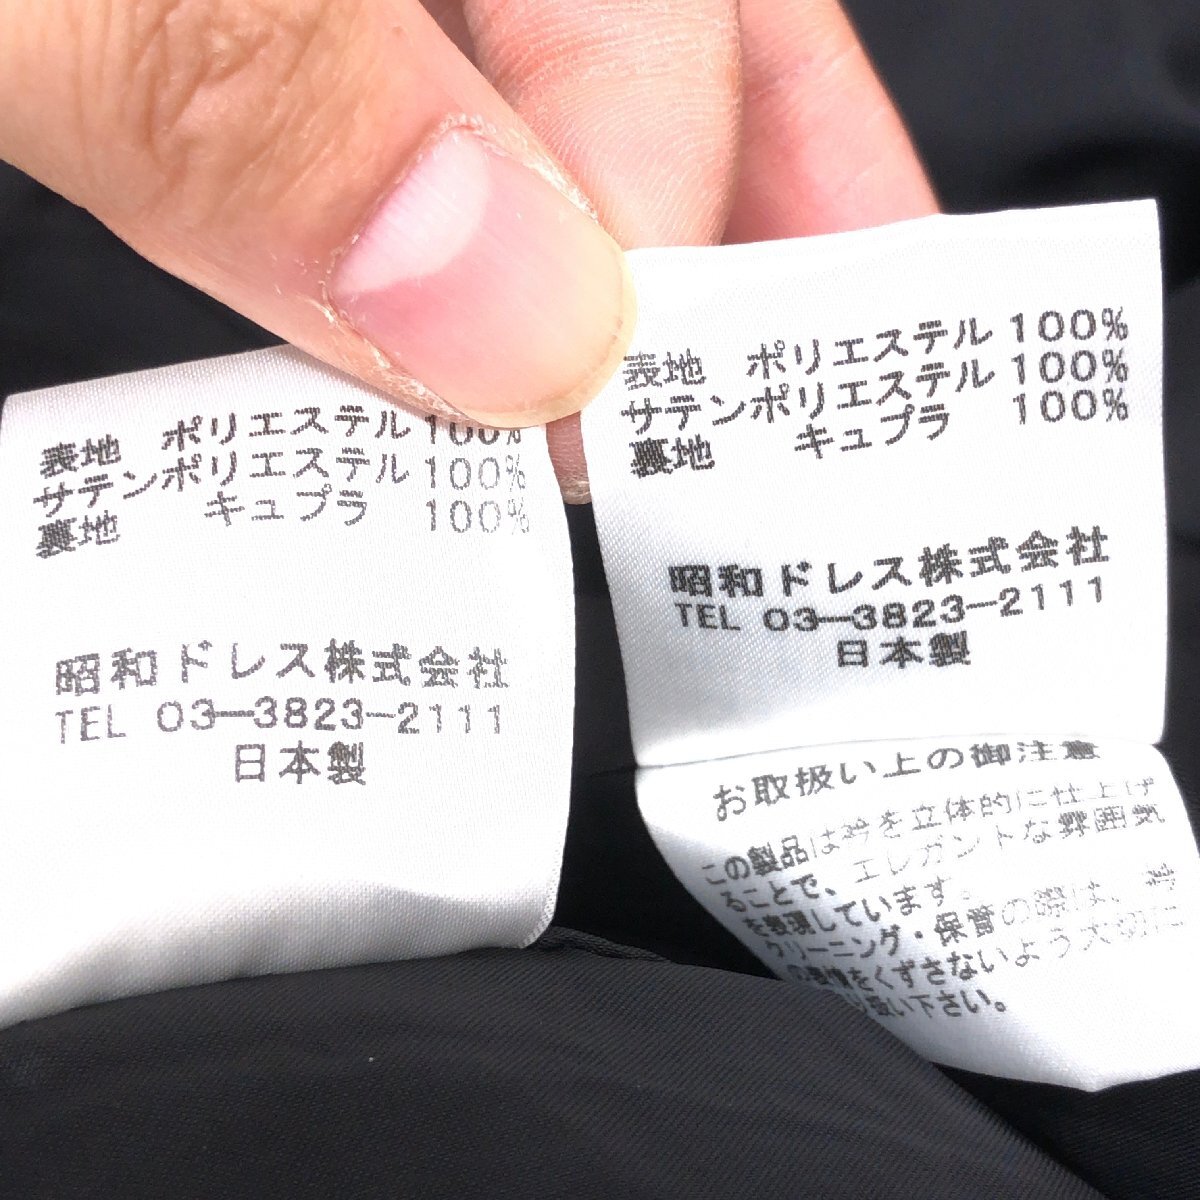 表地 ポリエステル 100%
サテンポリエステル 100%
裏地 キュプラ 100%
昭和ドレス株式会社
TEL 03-3823-2111
日本製
表地 ポリエステル 100%
サテンポリエステル 100%
裏地 キュプラ 100%
昭和ドレス株式会社
TEL 03-3823-2111
日本製
お取扱い上の御注意
この製品は衿を立体的に仕上げ
ることで、エレガントな雰囲気
を表現しています。
クリーニング・保管の際は、衿
の表情をくずさないよう大切に
扱い下さい。